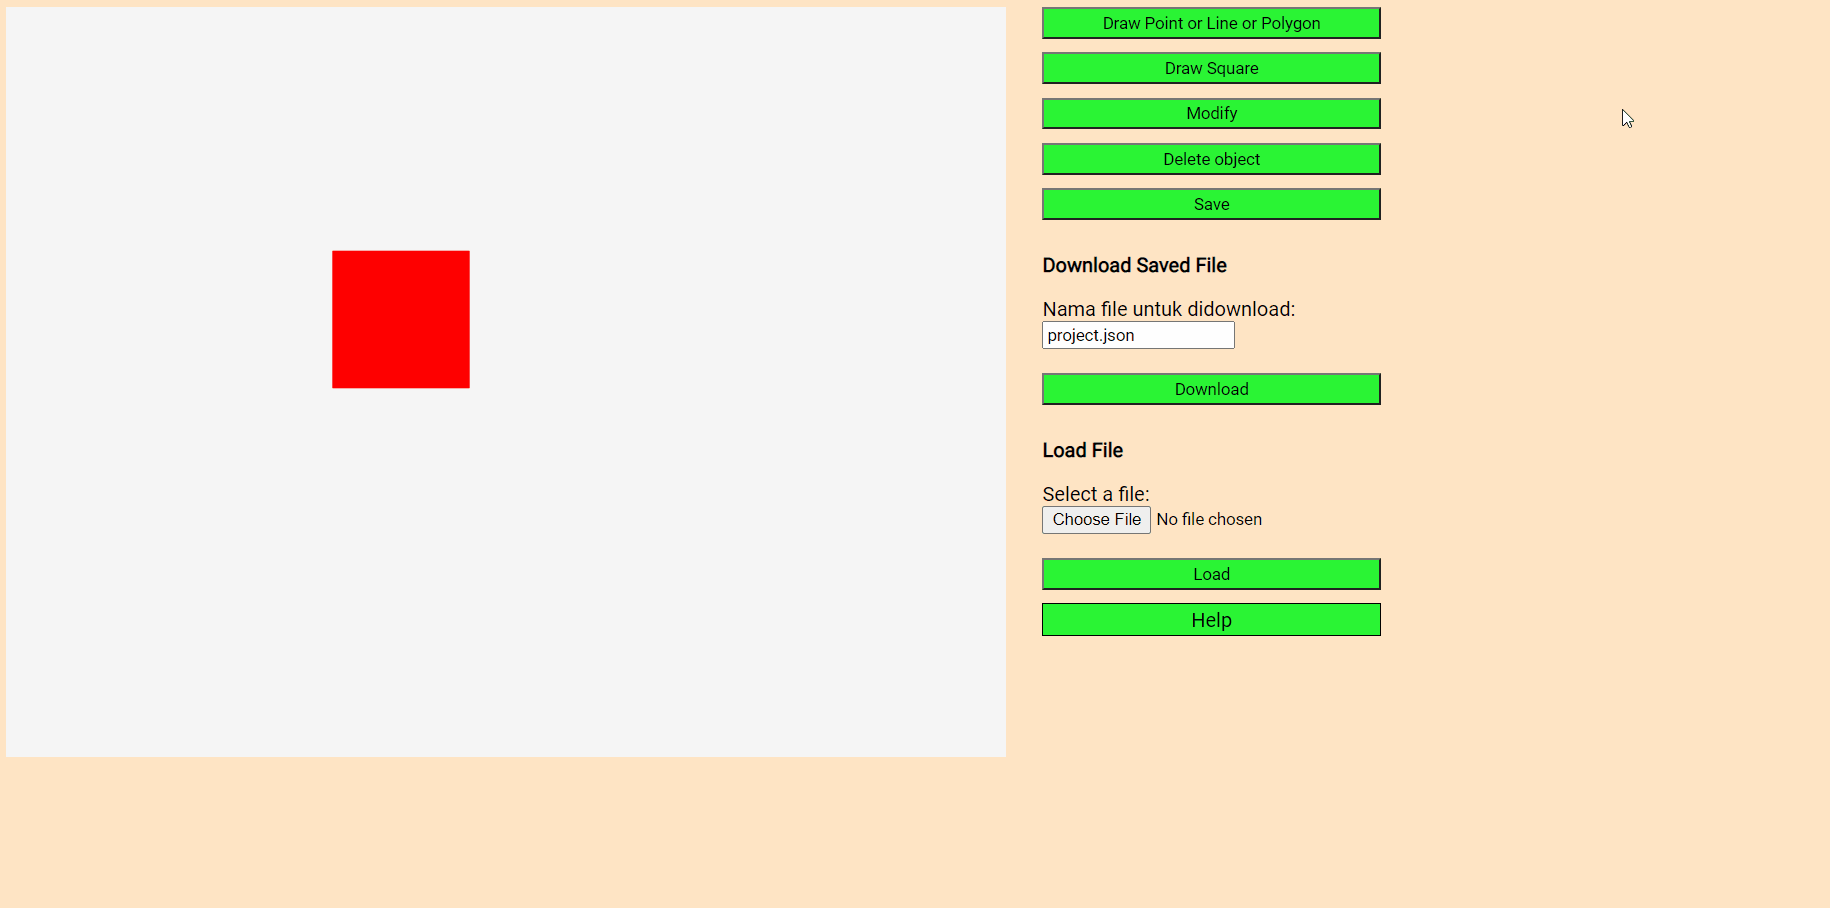 Draw Point or Line or Polygon
Draw Square
Modify
Delete object
Save
Download Saved File
Nama file untuk didownload:
project.json
Download
Load File
Select a file:
Choose File No file chosen
Load
Help